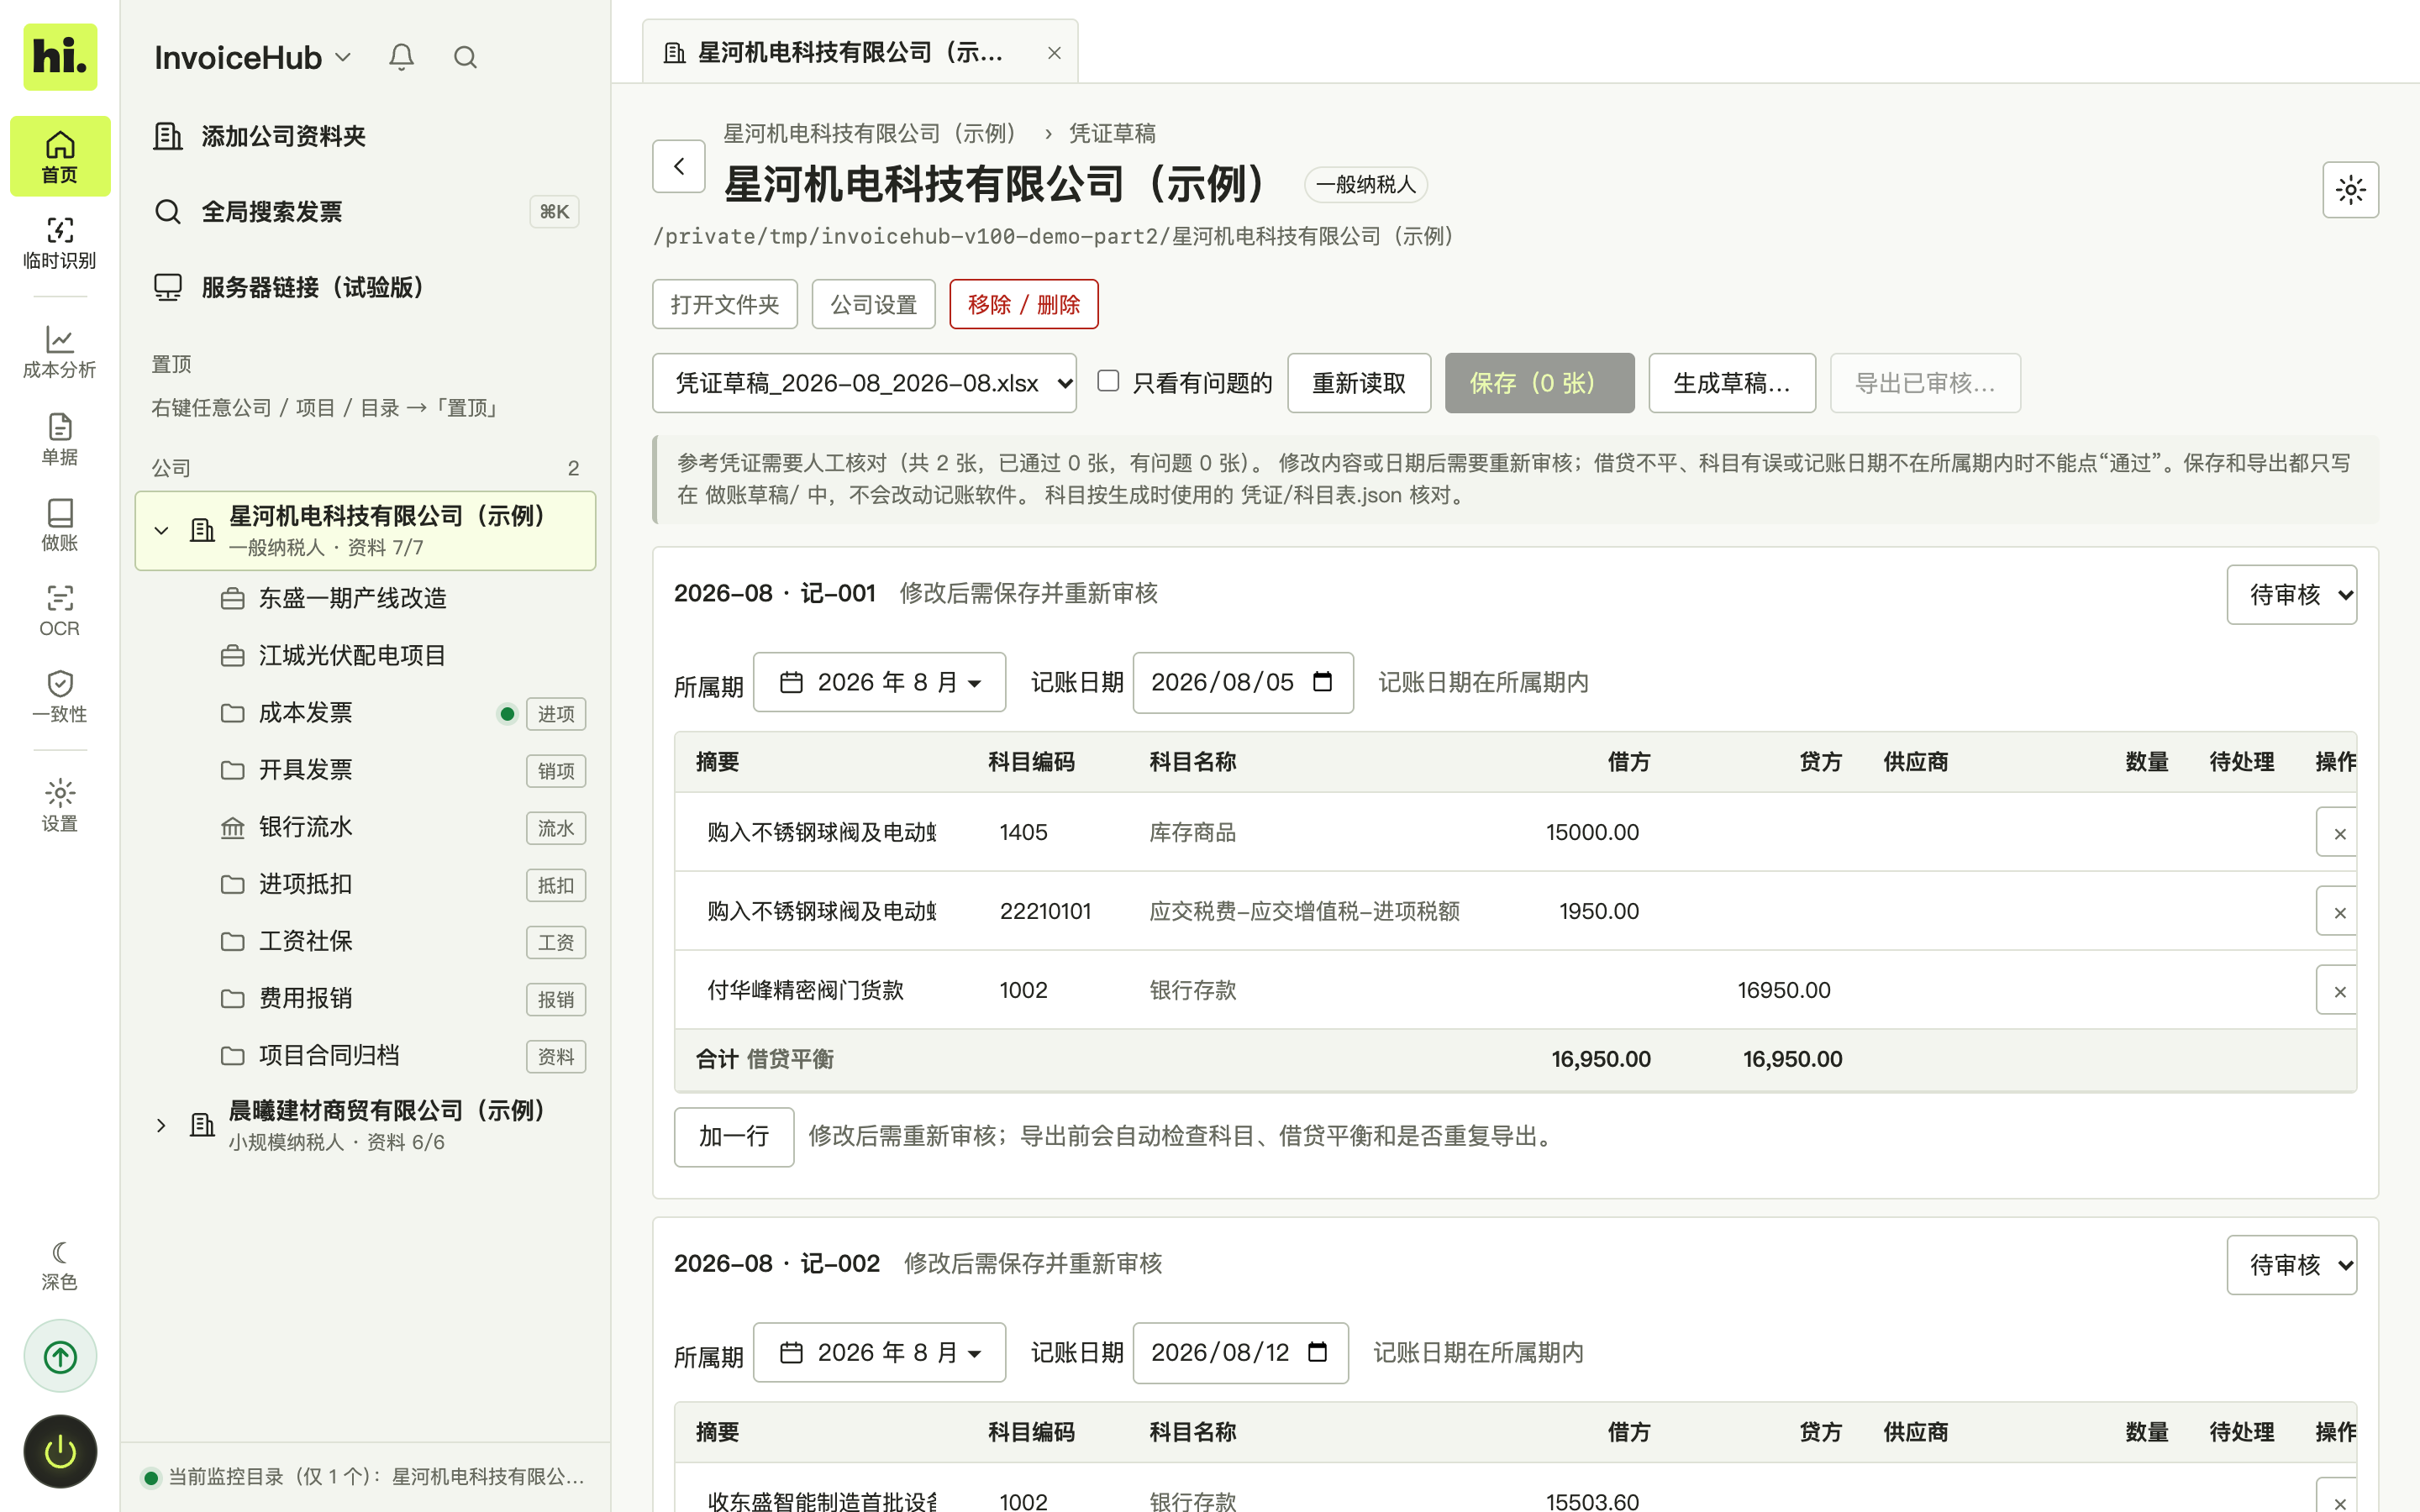 hi.
首页
临时识别
成本分析
单据
做账
OCR
一致性
设置
深色
InvoiceHub
添加公司资料夹
全局搜索发票 ⌘K
服务器链接（试验版）
置顶
右键任意公司 / 项目 / 目录 →「置顶」
公司 2
星河机电科技有限公司（示例）
一般纳税人 · 资料 7/7
东盛一期产线改造
江城光伏配电项目
成本发票 进项
开具发票 销项
银行流水 流水
进项抵扣 抵扣
工资社保 工资
费用报销 报销
项目合同归档 资料
晨曦建材商贸有限公司（示例）
小规模纳税人 · 资料 6/6
当前监控目录（仅 1 个）：星河机电科技有限公…
星河机电科技有限公司（示… ×
星河机电科技有限公司（示例） › 凭证草稿
星河机电科技有限公司（示例） 一般纳税人
/private/tmp/invoicehub-v100-demo-part2/星河机电科技有限公司（示例）
打开文件夹 公司设置 移除 / 删除
凭证草稿_2026-08_2026-08.xlsx 只看有问题的 重新读取 保存（0 张） 生成草稿… 导出已审核…
参考凭证需要人工核对（共 2 张，已通过 0 张，有问题 0 张）。 修改内容或日期后需要重新审核；借贷不平、科目有误或记账日期不在所属期内时不能点“通过”。保存和导出都只写
在 做账草稿/ 中，不会改动记账软件。 科目按生成时使用的 凭证/科目表.json 核对。
2026-08 · 记-001 修改后需保存并重新审核 待审核
所属期 2026 年 8 月 记账日期 2026/08/05 记账日期在所属期内
摘要 科目编码 科目名称 借方 贷方 供应商 数量 待处理 操作
购入不锈钢球阀及电动 1405 库存商品 15000.00 ×
购入不锈钢球阀及电动 22210101 应交税费-应交增值税-进项税额 1950.00 ×
付华峰精密阀门货款 1002 银行存款 16950.00 ×
合计 借贷平衡 16,950.00 16,950.00
加一行 修改后需重新审核；导出前会自动检查科目、借贷平衡和是否重复导出。
2026-08 · 记-002 修改后需保存并重新审核 待审核
所属期 2026 年 8 月 记账日期 2026/08/12 记账日期在所属期内
摘要 科目编码 科目名称 借方 贷方 供应商 数量 待处理 操作
收东盛智能制造首批设 1002 银行存款 15503.60 ×